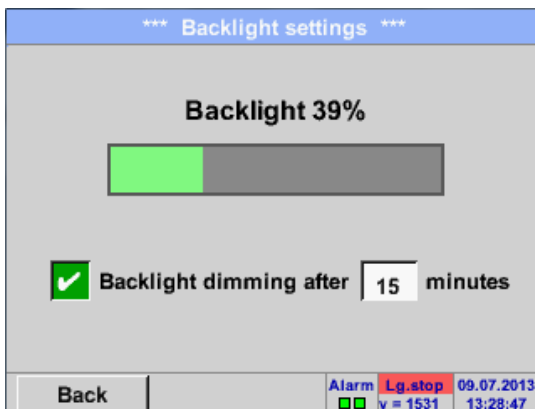 *** Backlight settings ***
Backlight 39%
Backlight dimming after 15 minutes
Back
Alarm Lg.stop 09.07.2013
v = 1531 13:28:47